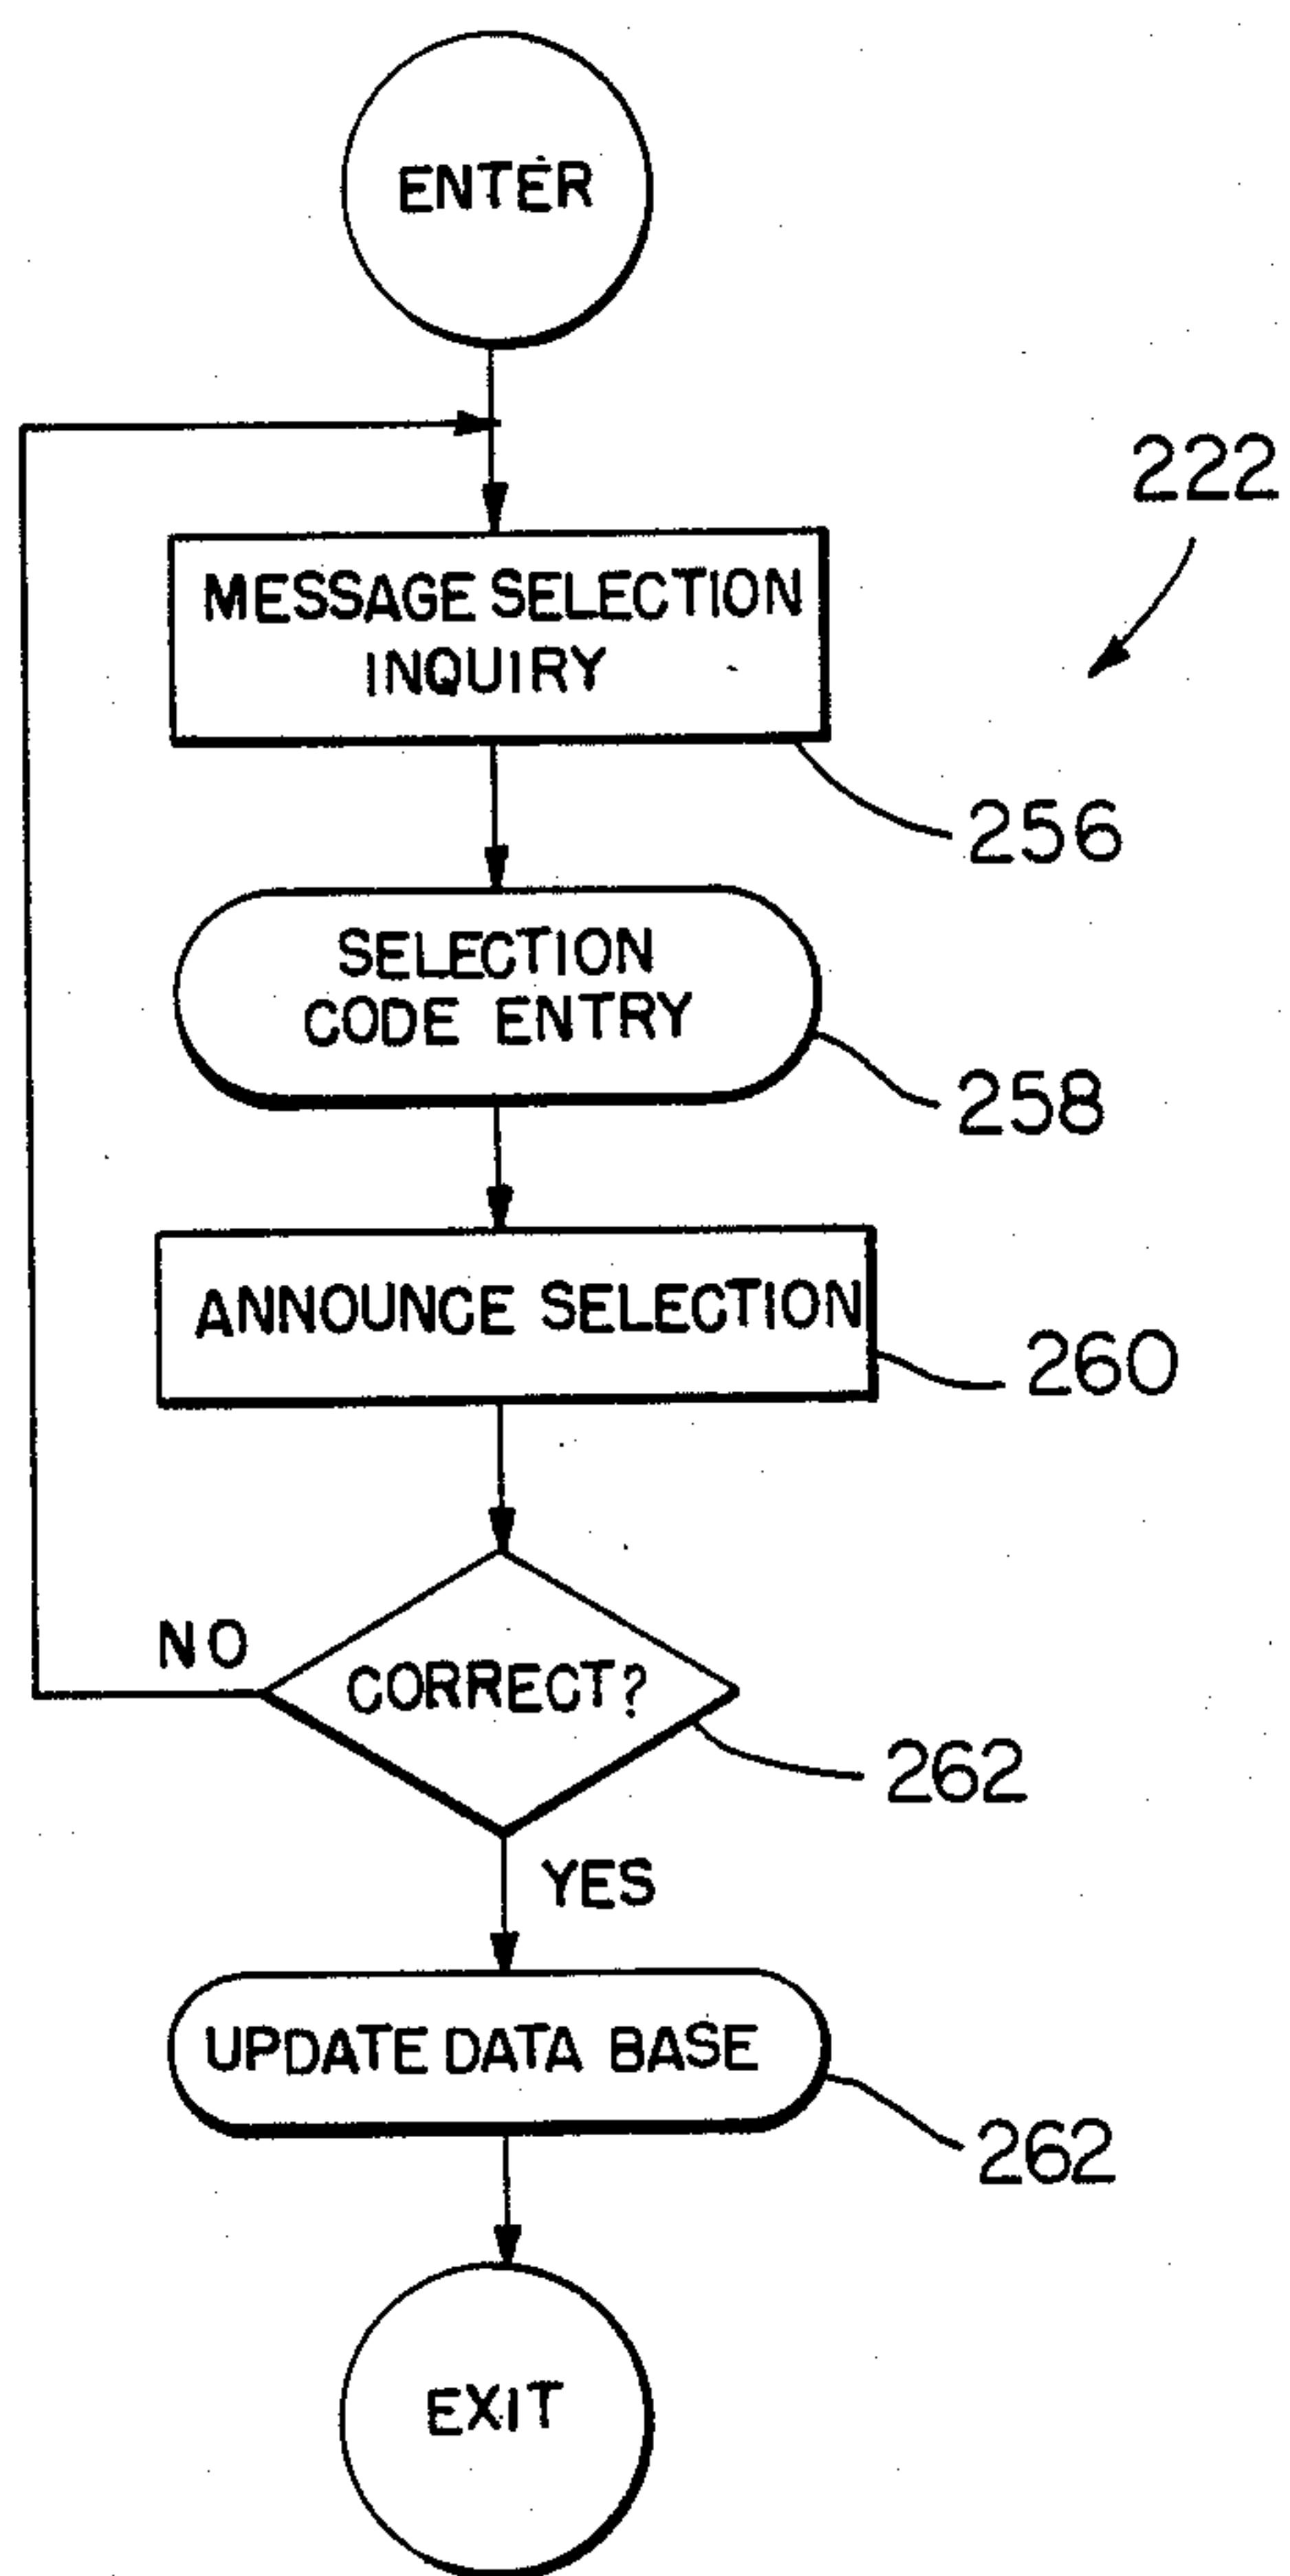 ENTER
222
MESSAGE SELECTION
INQUIRY
256
SELECTION
CODE ENTRY
258
ANNOUNCE SELECTION
260
NO
CORRECT?
262
YES
UPDATE DATA BASE
262
EXIT